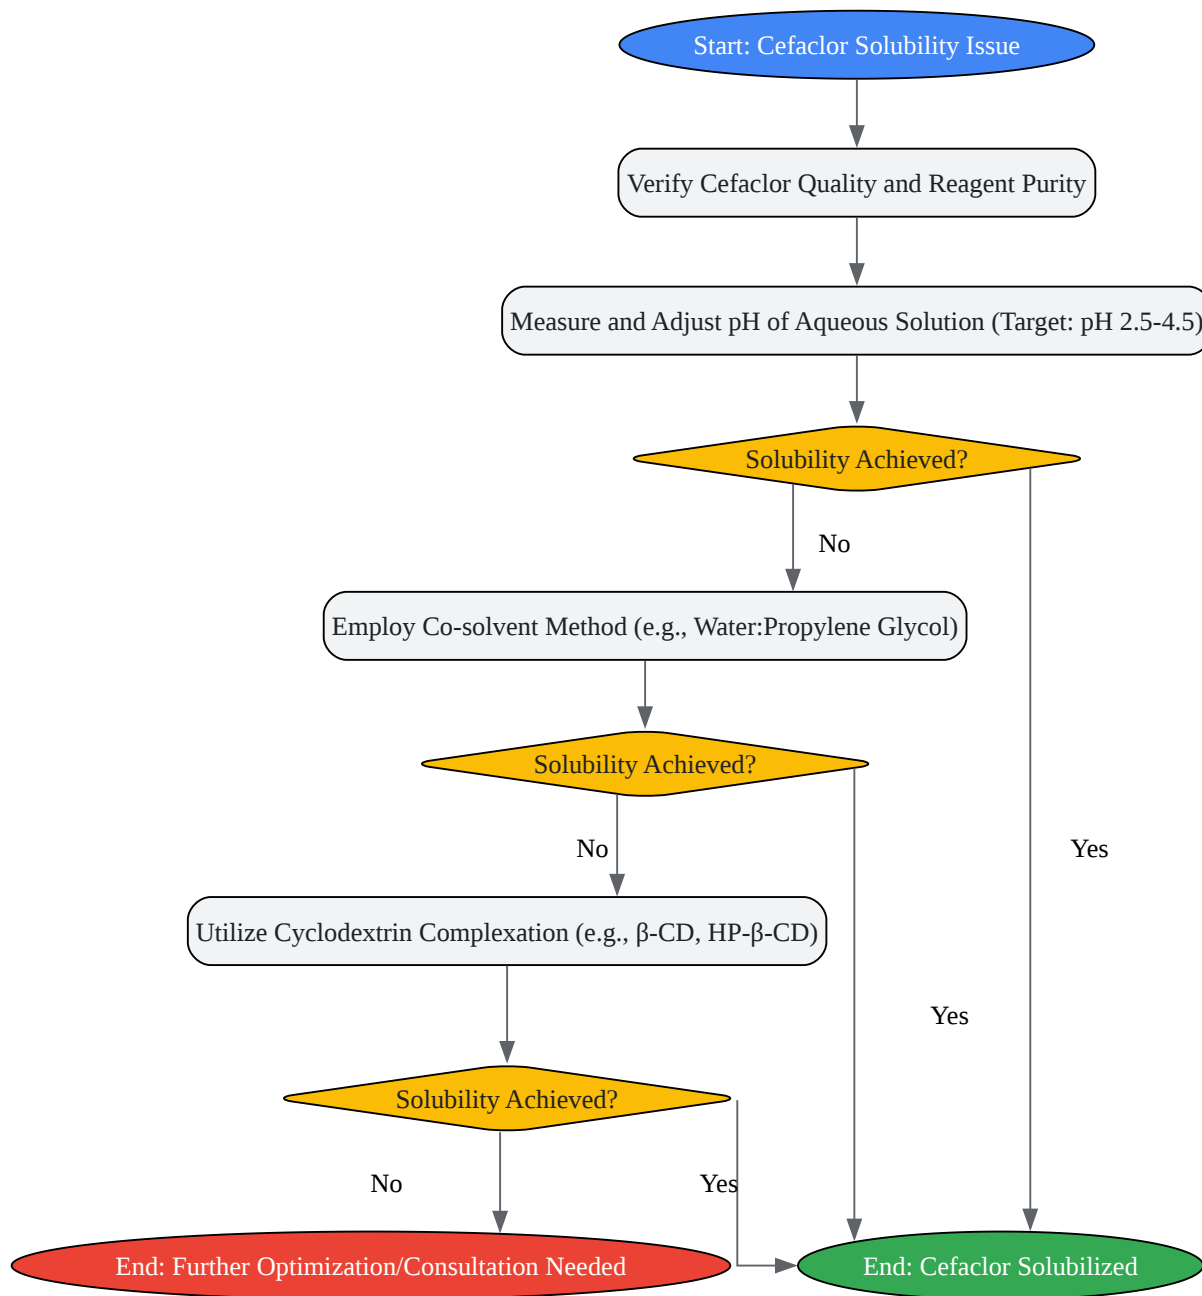 Start: Cefaclor Solubility Issue
Verify Cefaclor Quality and Reagent Purity
Measure and Adjust pH of Aqueous Solution (Target: pH 2.5-4.5)
Solubility Achieved?
No
Employ Co-solvent Method (e.g., Water:Propylene Glycol)
Solubility Achieved?
No
Yes
Utilize Cyclodextrin Complexation (e.g., β-CD, HP-β-CD)
Yes
Solubility Achieved?
No
Yes
End: Further Optimization/Consultation Needed
End: Cefaclor Solubilized